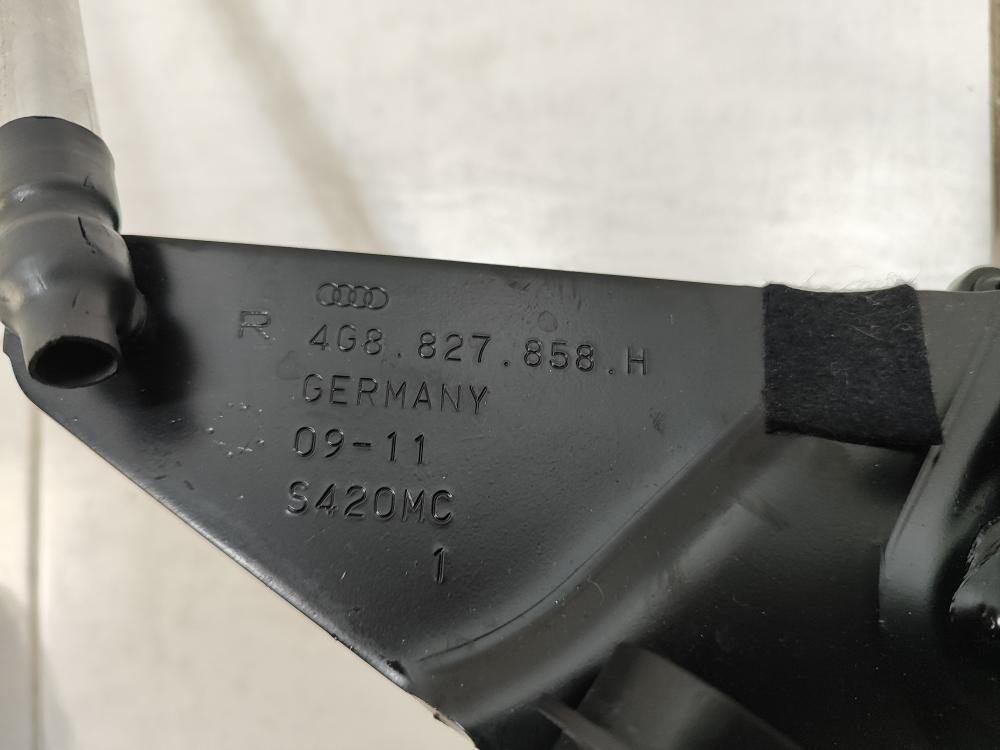 R 4G8.827.858.H
GERMANY
09-11
S420MC
1